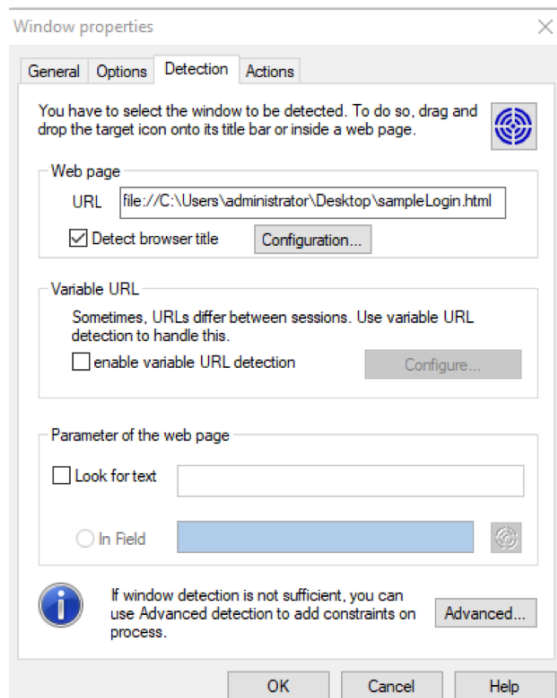 Window properties
General Options Detection Actions
You have to select the window to be detected. To do so, drag and
drop the target icon onto its title bar or inside a web page.
Web page
URL file://C:\Users\administrator\Desktop\sampleLogin.html
Detect browser title Configuration...
Variable URL
Sometimes, URLs differ between sessions. Use variable URL
detection to handle this.
enable variable URL detection Configure...
Parameter of the web page
Look for text
In Field
If window detection is not sufficient, you can
use Advanced detection to add constraints on
process.
Advanced...
OK Cancel Help